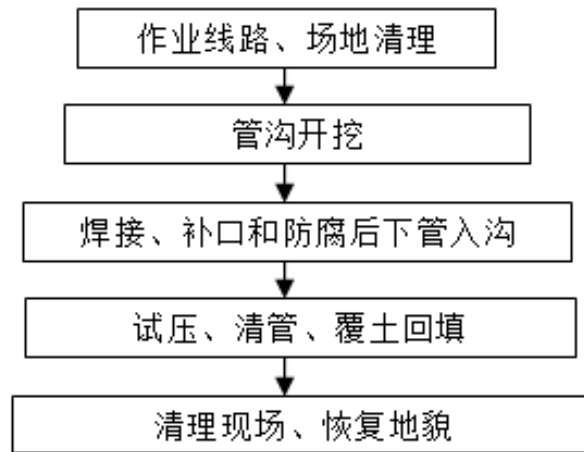 作业线路、场地清理
管沟开挖
焊接、补口和防腐后下管入沟
试压、清管、覆土回填
清理现场、恢复地貌